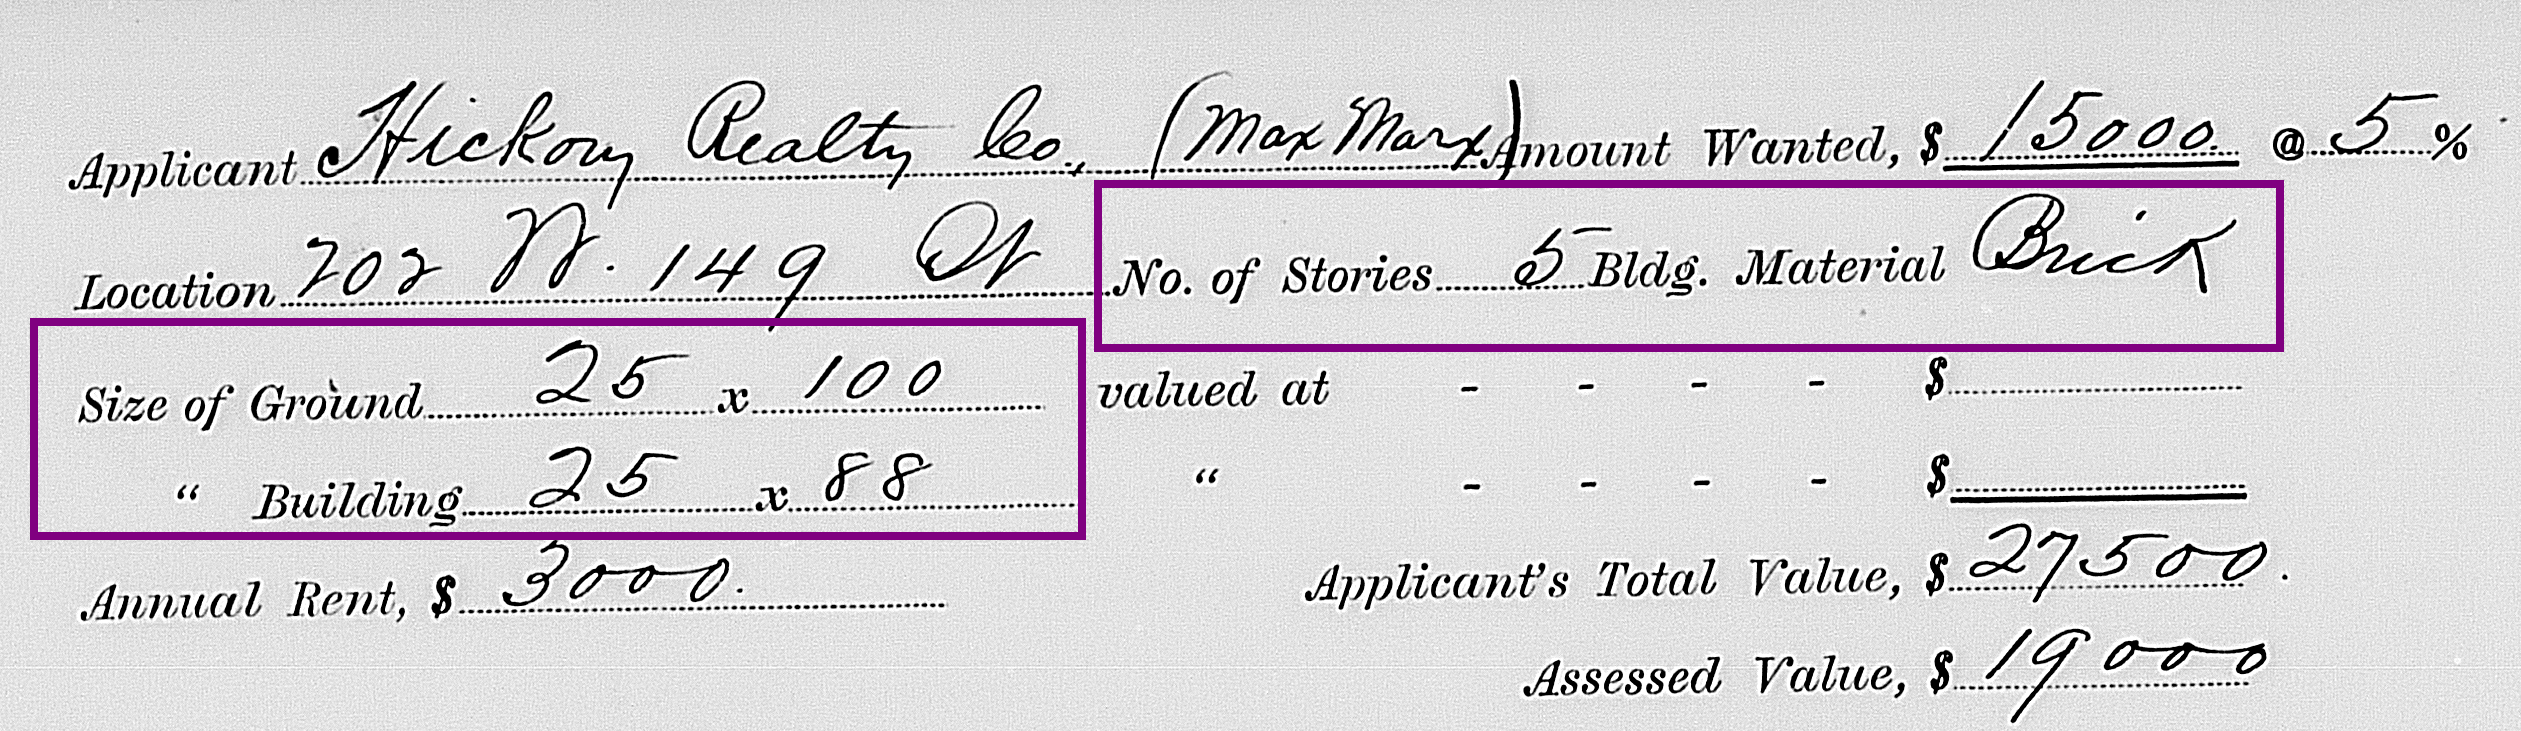 Applicant Hickory Realty Co., (Max Marx) Amount Wanted, $ 15000. @ 5 %
Location 202 W. 149 St No. of Stories 5 Bldg. Material Brick
Size of Ground 25 x 100 valued at - - - - $
“ Building 25 x 88 “ - - - - $
Annual Rent, $ 3000. Applicant's Total Value, $ 27500.
Assessed Value, $ 19000